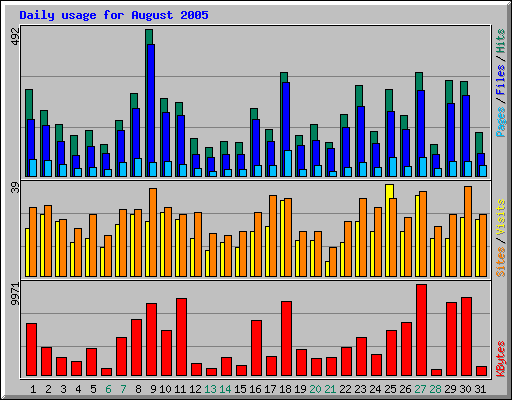 Daily usage for August 2005
492
Pages / Files / Hits
39
Sites / Visits
9971
KBytes
1 2 3 4 5 6 7 8 9 10 11 12 13 14 15 16 17 18 19 20 21 22 23 24 25 26 27 28 29 30 31